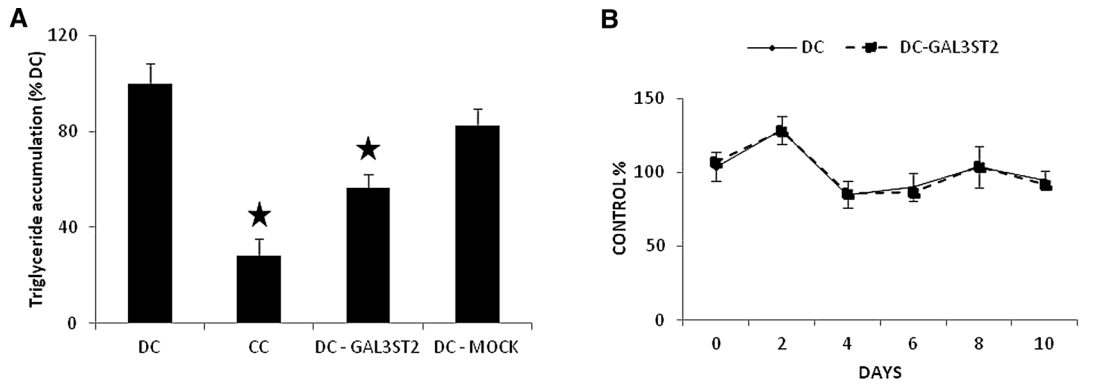 A
Triglyceride accumulation (% DC)
120
80
40
0
DC CC DC - GAL3ST2 DC - MOCK
B
DC DC-GAL3ST2
CONTROL%
150
100
50
0
0 2 4 6 8 10
DAYS